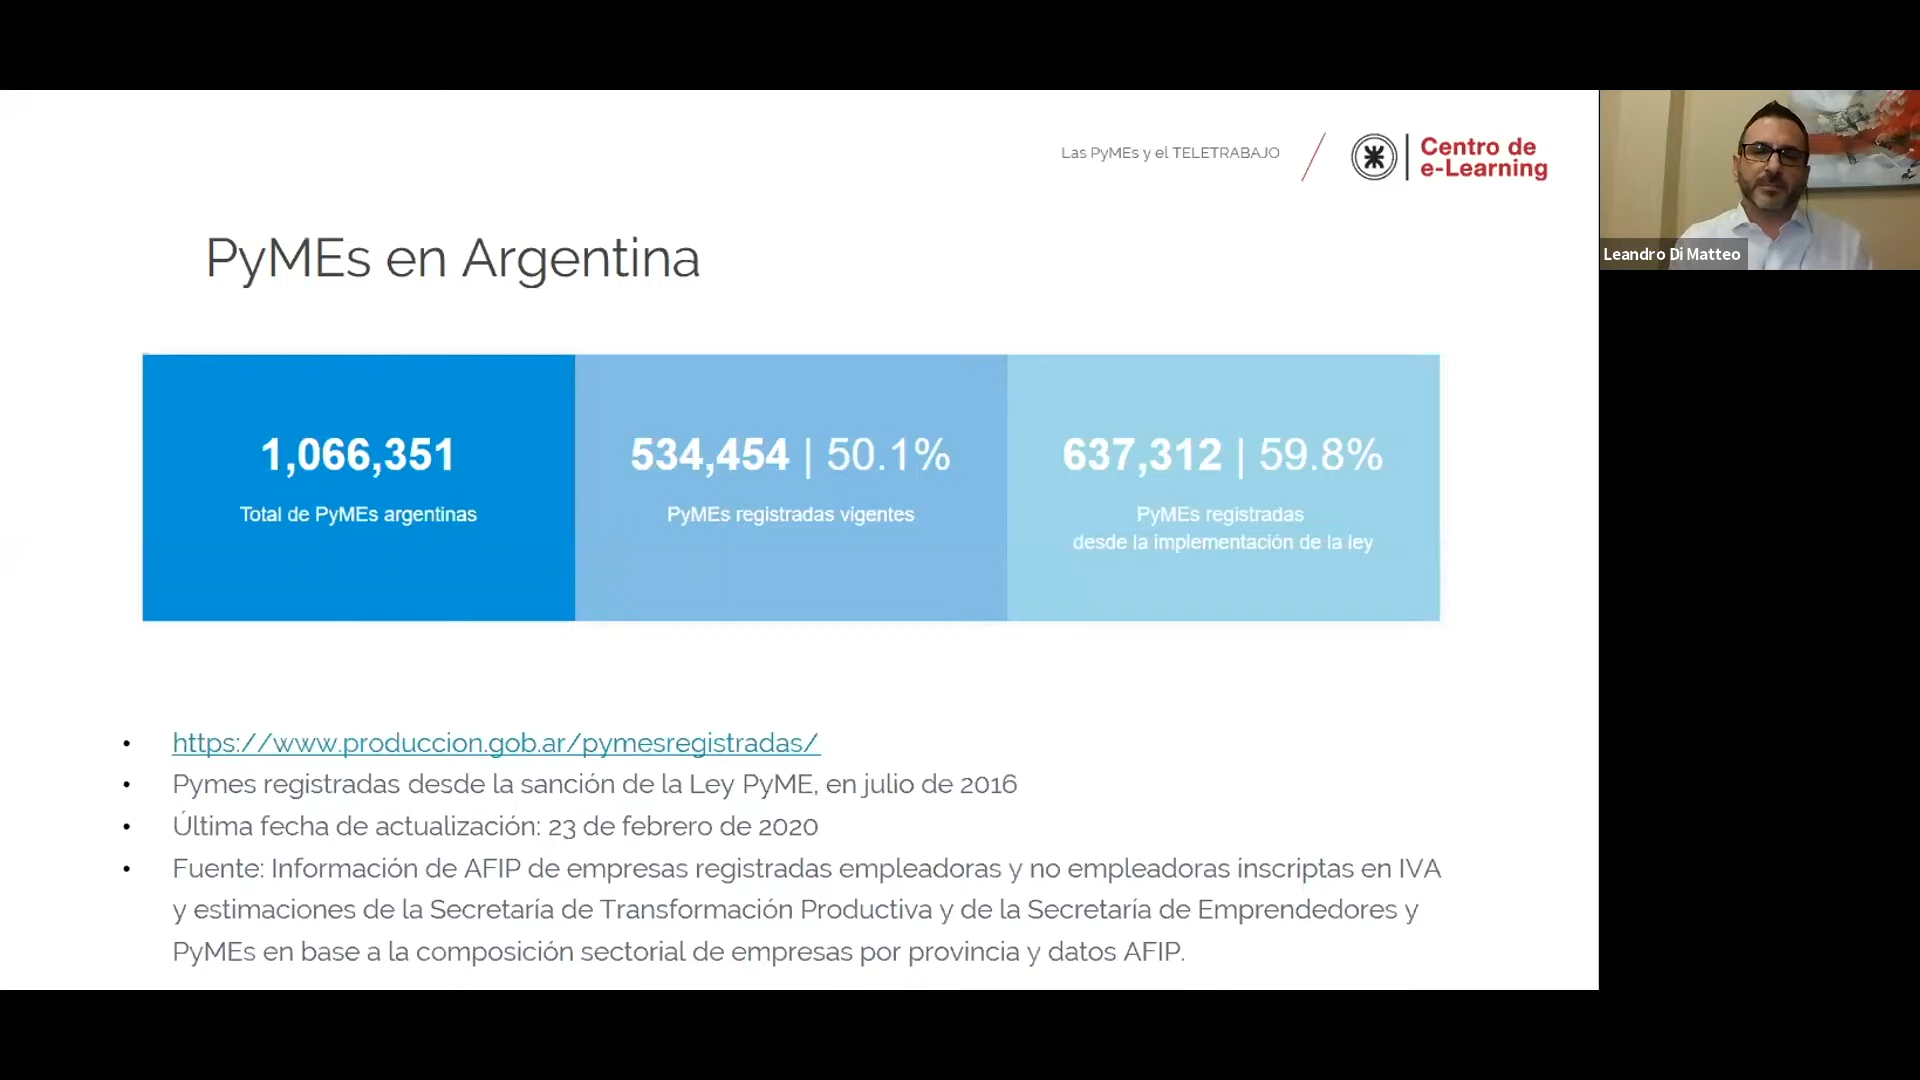 Las PyMEs y el TELETRABAJO
Centro de
e-Learning
Leandro Di Matteo
PyMEs en Argentina
1,066,351
Total de PyMEs argentinas
534,454 | 50.1%
PyMEs registradas vigentes
637,312 | 59.8%
PyMEs registradas
desde la implementación de la ley
• https://www.produccion.gob.ar/pymesregistradas/
• Pymes registradas desde la sanción de la Ley PyME, en julio de 2016
• Última fecha de actualización: 23 de febrero de 2020
• Fuente: Información de AFIP de empresas registradas empleadoras y no empleadoras inscriptas en IVA
y estimaciones de la Secretaría de Transformación Productiva y de la Secretaría de Emprendedores y
PyMEs en base a la composición sectorial de empresas por provincia y datos AFIP.